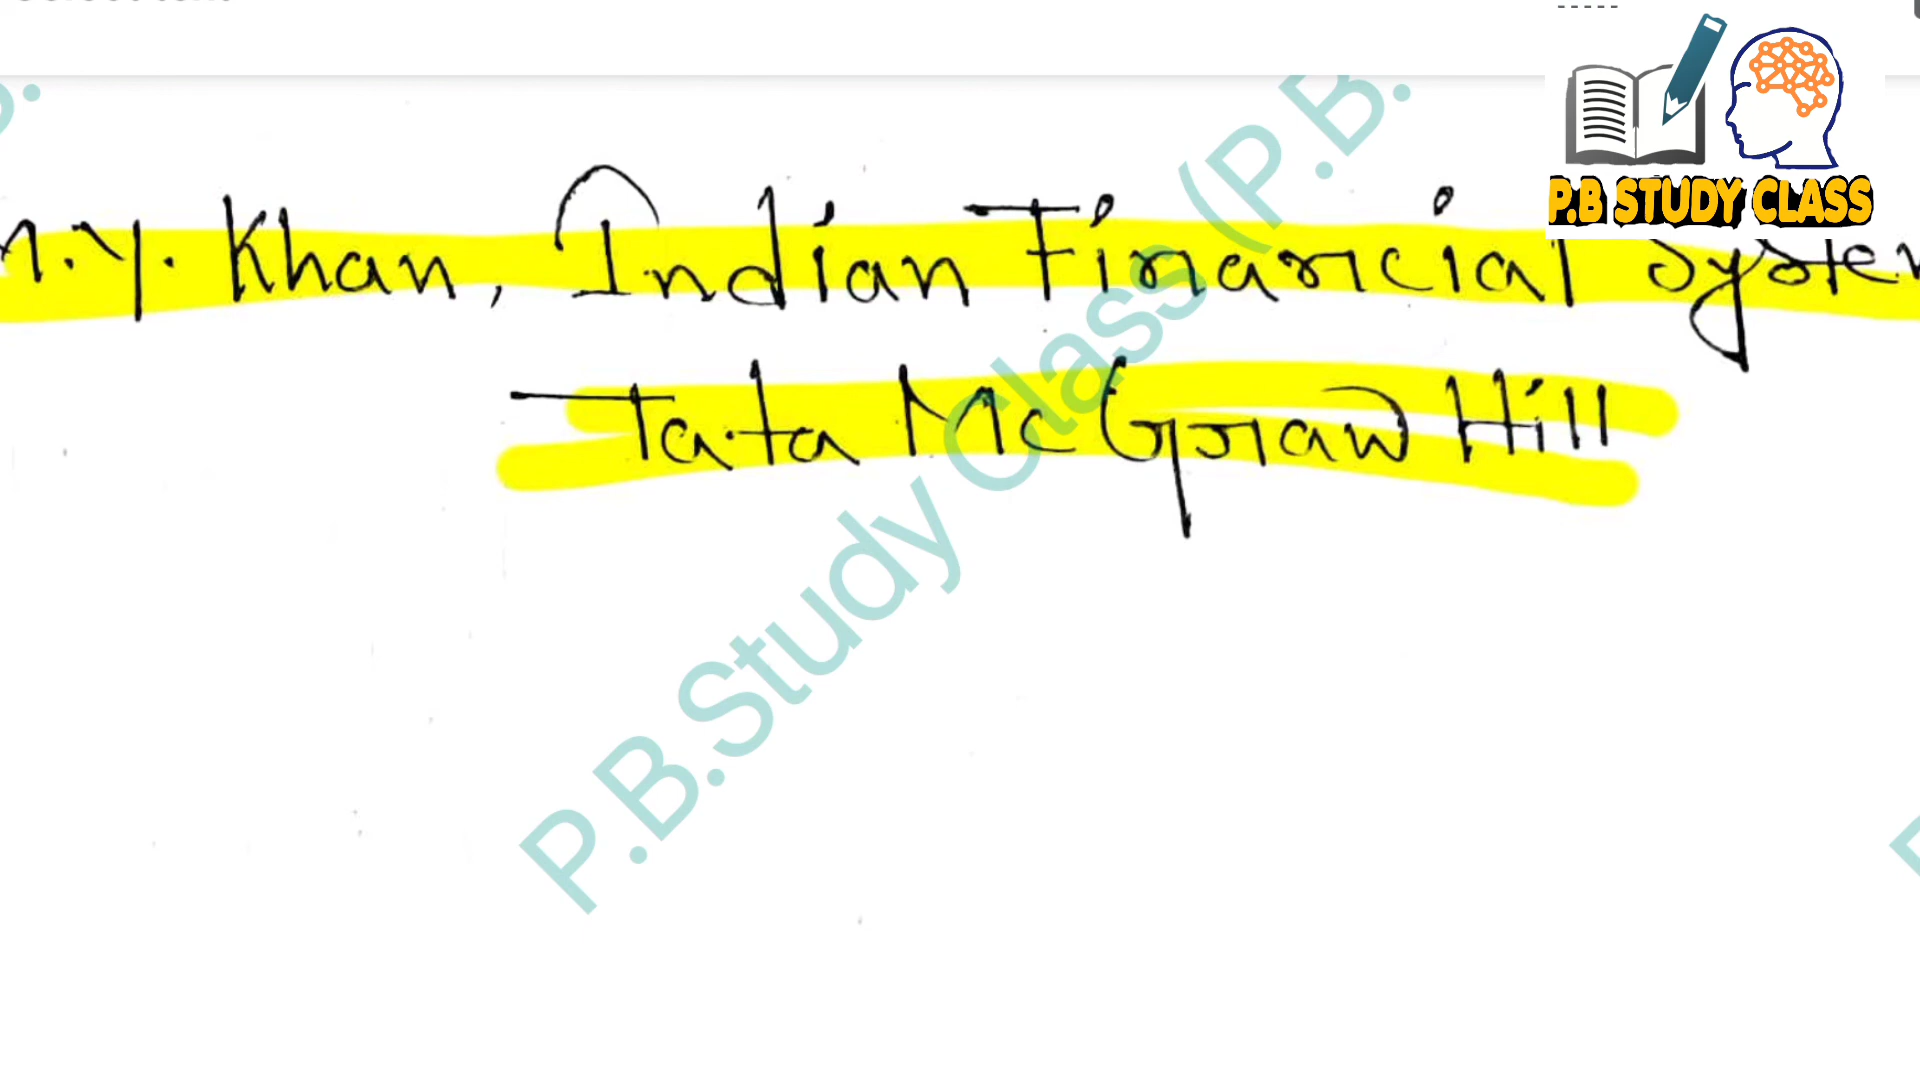 P.B STUDY CLASS
M.Y. Khan, Indian Financial System
Tata McGraw Hill
P.B.Study Class (P.B.